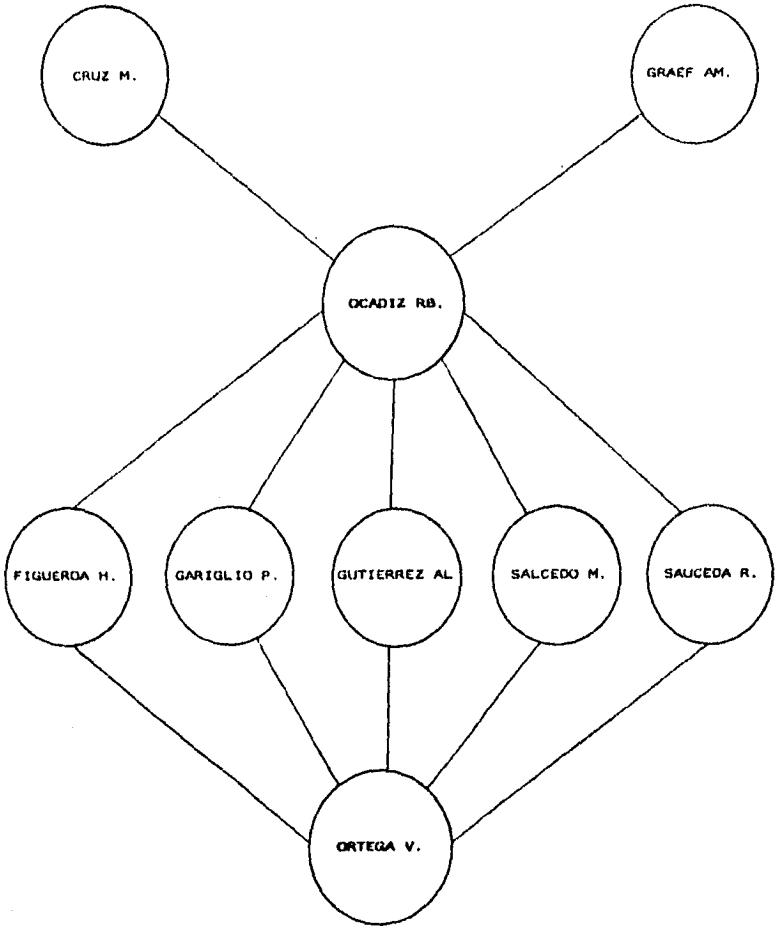 CRUZ M.
GRAEF AM.
OCADIZ RB.
FIGUEROA H.
GARIGLIO P.
GUTIERREZ AL
SALCEDO M.
SAUCEDA R.
ORTEGA V.